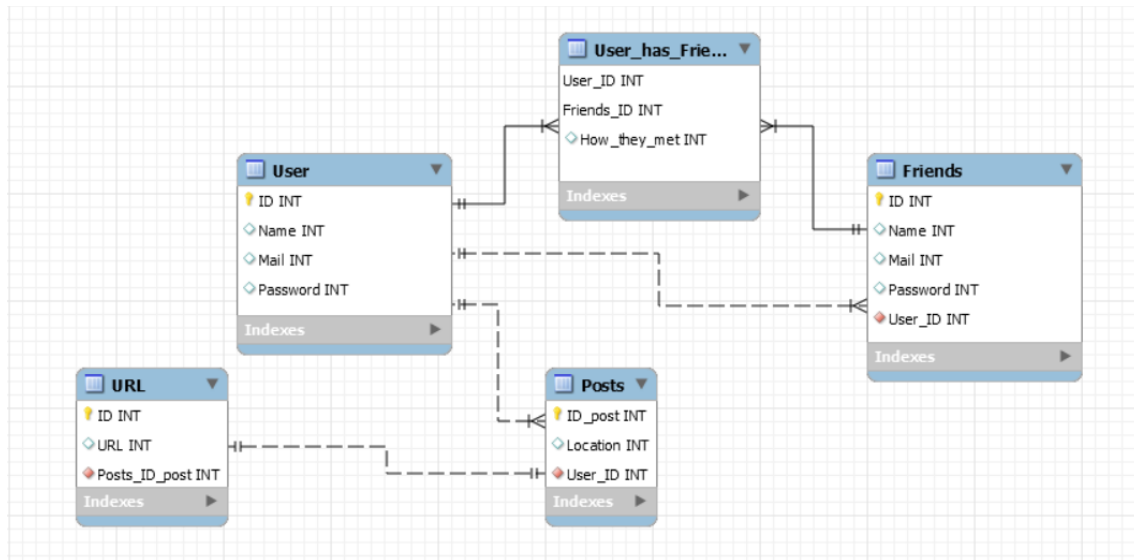 User_has_Frie...
User_ID INT
Friends_ID INT
How_they_met INT
Indexes
User
ID INT
Name INT
Mail INT
Password INT
Indexes
Friends
ID INT
Name INT
Mail INT
Password INT
User_ID INT
Indexes
URL
ID INT
URL INT
Posts_ID_post INT
Indexes
Posts
ID_post INT
Location INT
User_ID INT
Indexes